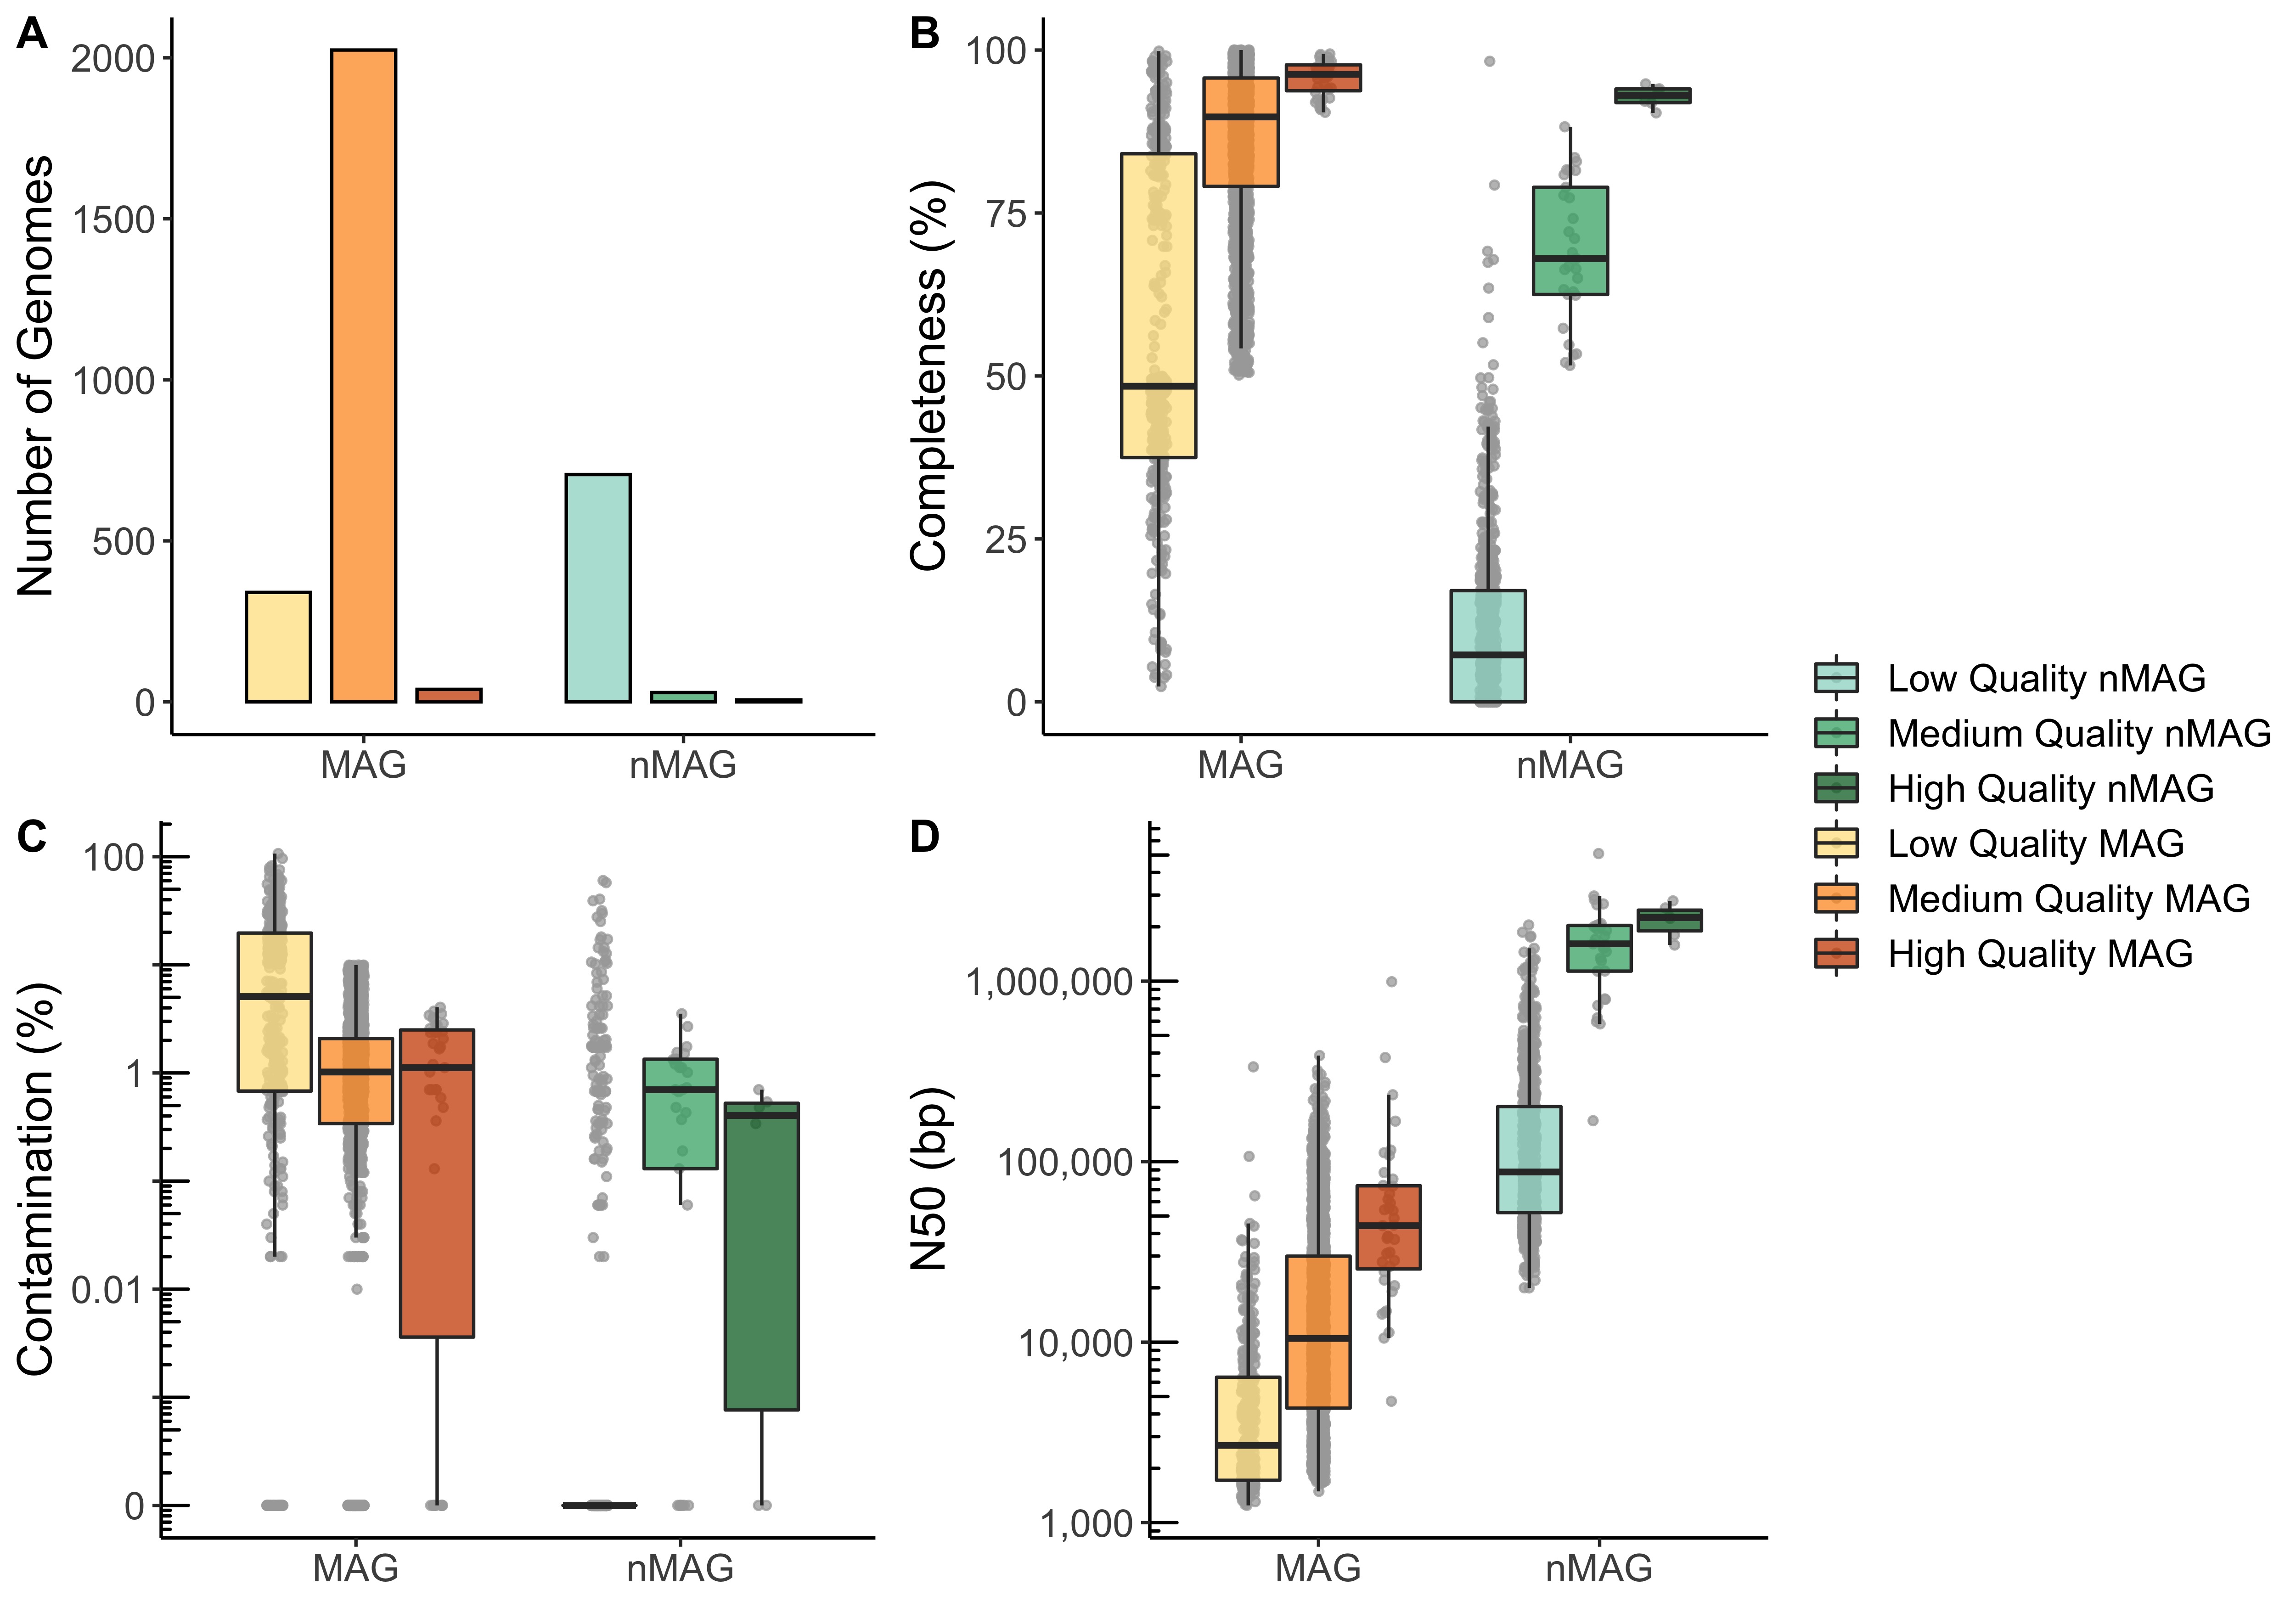 A
Number of Genomes
2000
1500
1000
500
0
MAG
nMAG
B
Completeness (%)
100
75
50
25
0
MAG
nMAG
C
Contamination (%)
100
1
0.01
0
MAG
nMAG
D
N50 (bp)
1,000,000
100,000
10,000
1,000
MAG
nMAG
Low Quality nMAG
Medium Quality nMAG
High Quality nMAG
Low Quality MAG
Medium Quality MAG
High Quality MAG